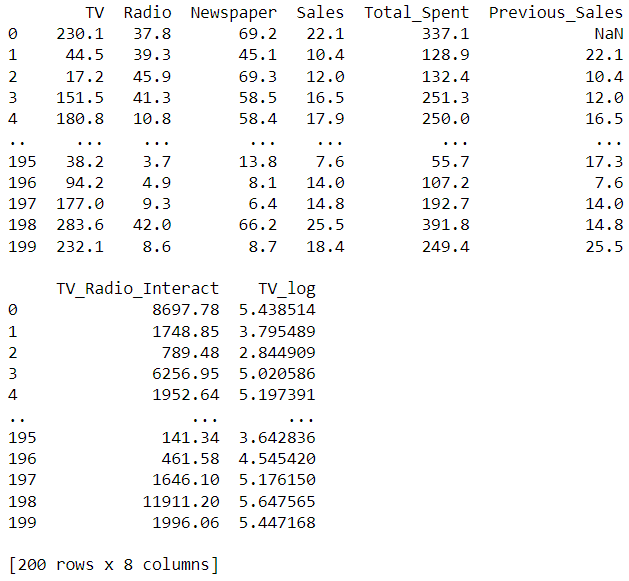 TV Radio Newspaper Sales Total_Spent Previous_Sales
0 230.1 37.8 69.2 22.1 337.1 NaN
1 44.5 39.3 45.1 10.4 128.9 22.1
2 17.2 45.9 69.3 12.0 132.4 10.4
3 151.5 41.3 58.5 16.5 251.3 12.0
4 180.8 10.8 58.4 17.9 250.0 16.5
.. ... ... ... ... ... ...
195 38.2 3.7 13.8 7.6 55.7 17.3
196 94.2 4.9 8.1 14.0 107.2 7.6
197 177.0 9.3 6.4 14.8 192.7 14.0
198 283.6 42.0 66.2 25.5 391.8 14.8
199 232.1 8.6 8.7 18.4 249.4 25.5
TV_Radio_Interact TV_log
0 8697.78 5.438514
1 1748.85 3.795489
2 789.48 2.844909
3 6256.95 5.020586
4 1952.64 5.197391
.. ... ...
195 141.34 3.642836
196 461.58 4.545420
197 1646.10 5.176150
198 11911.20 5.647565
199 1996.06 5.447168
[200 rows x 8 columns]